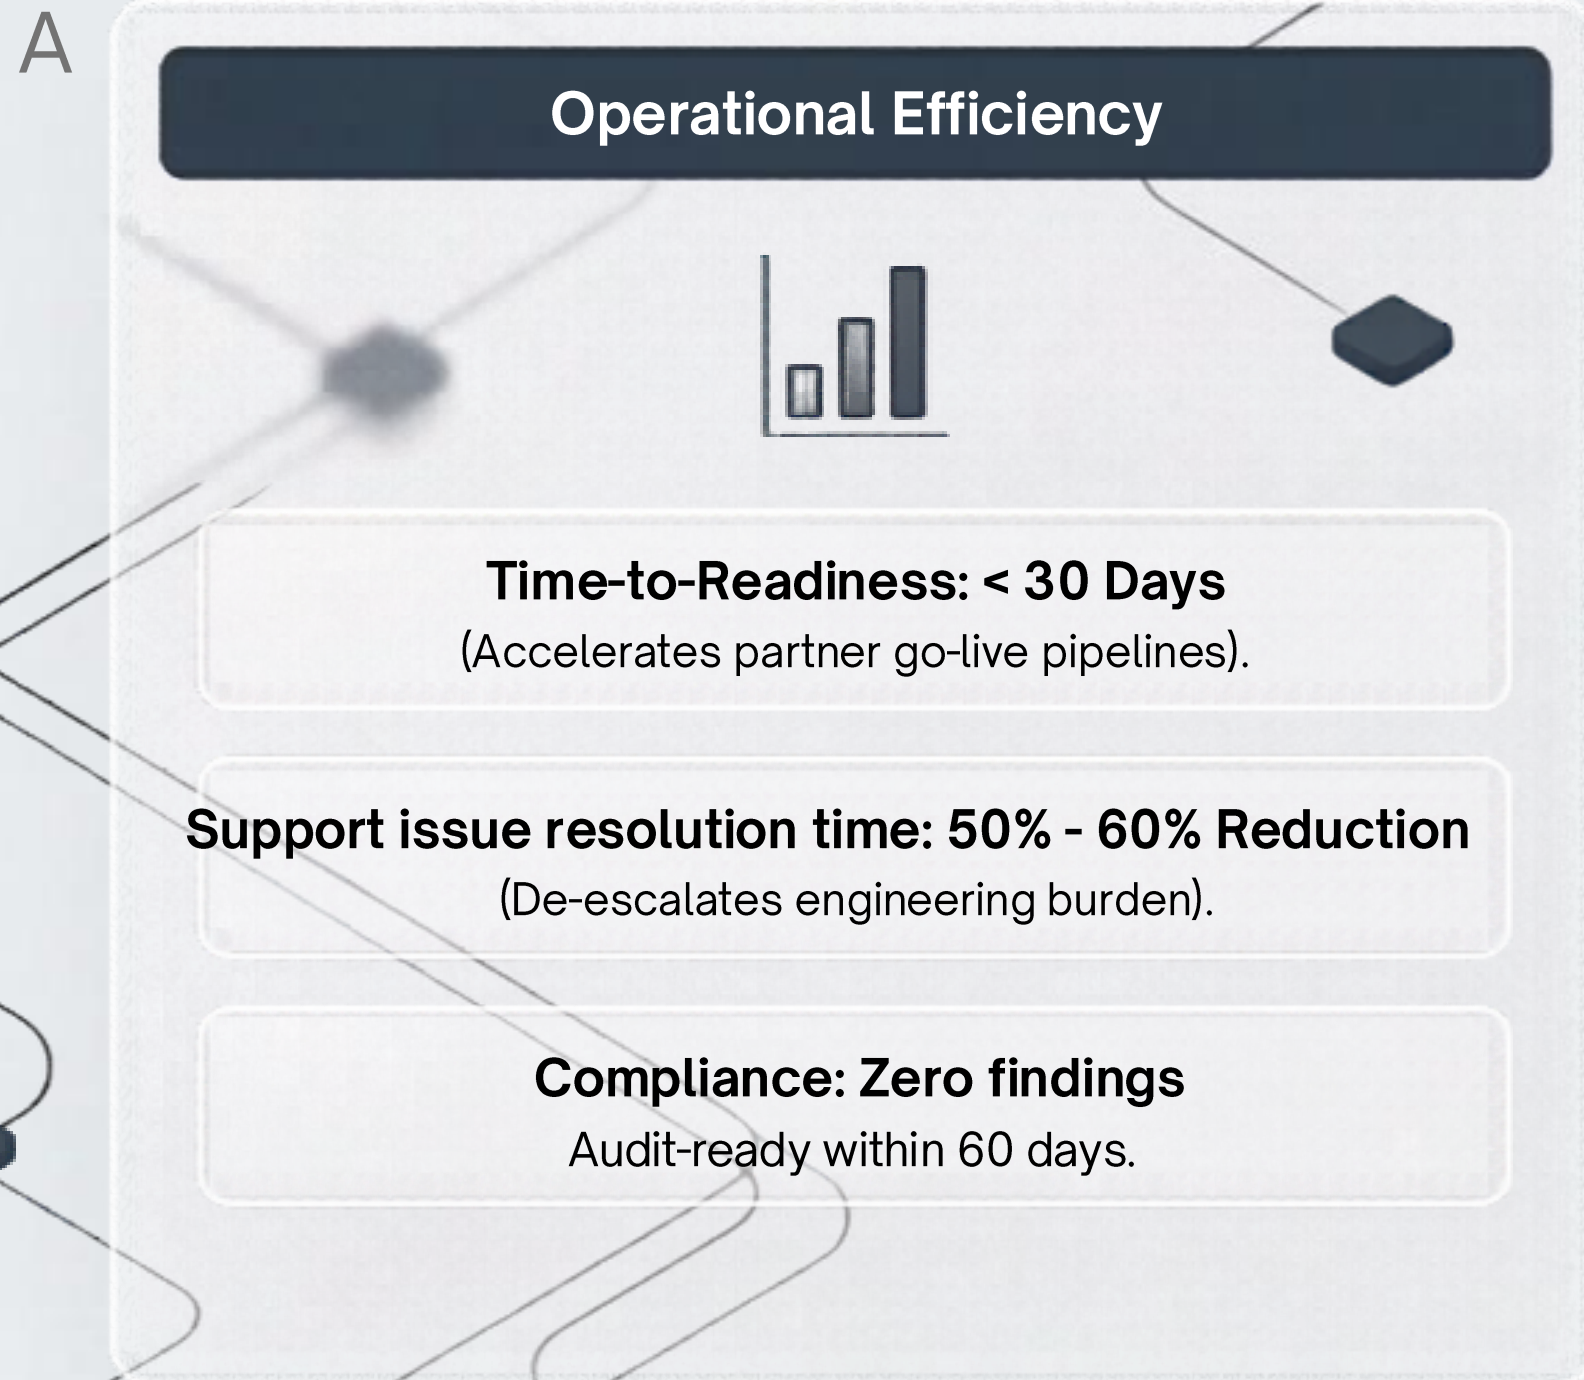 A
Operational Efficiency
Time-to-Readiness: < 30 Days
(Accelerates partner go-live pipelines).
Support issue resolution time: 50% - 60% Reduction
(De-escalates engineering burden).
Compliance: Zero findings
Audit-ready within 60 days.